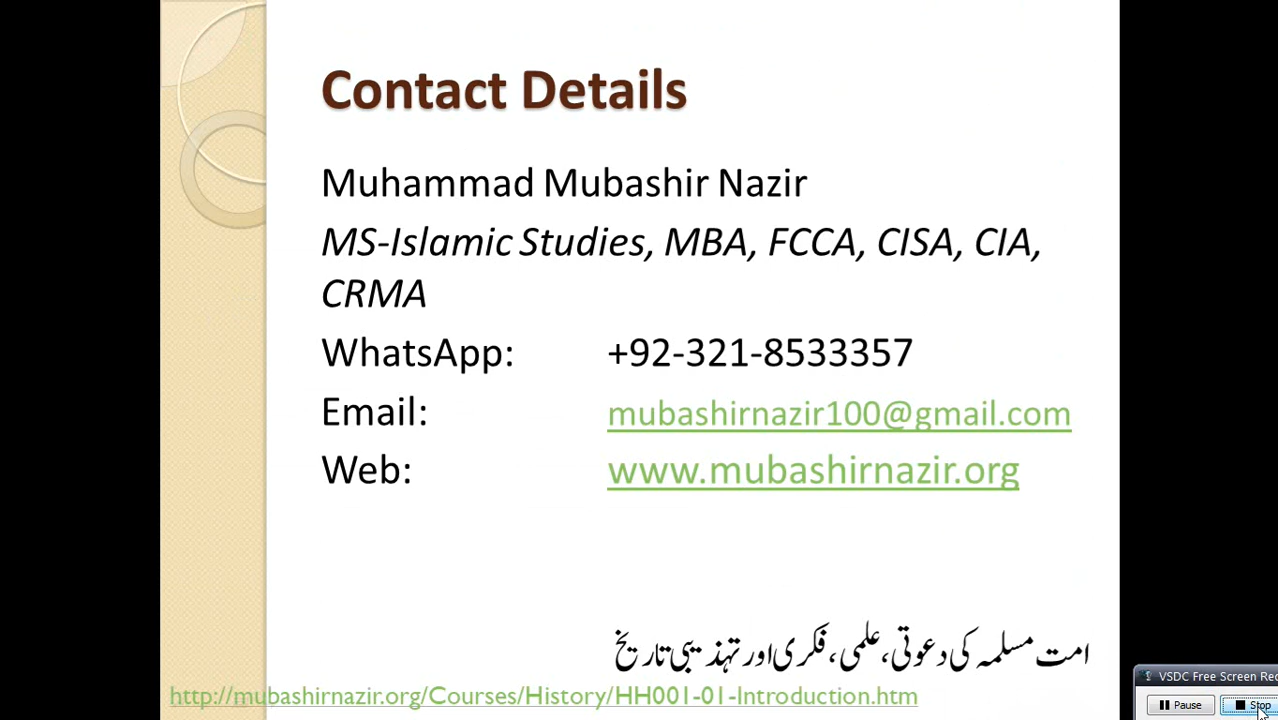 Contact Details
Muhammad Mubashir Nazir
MS-Islamic Studies, MBA, FCCA, CISA, CIA,
CRMA
WhatsApp: +92-321-8533357
Email: mubashirnazir100@gmail.com
Web: www.mubashirnazir.org
امت مسلمہ کی دعوتی، علمی، فکری اور تہذیبی تاریخ
http://mubashirnazir.org/Courses/History/HH001-01-Introduction.htm
VSDC Free Screen Rec
Pause Stop